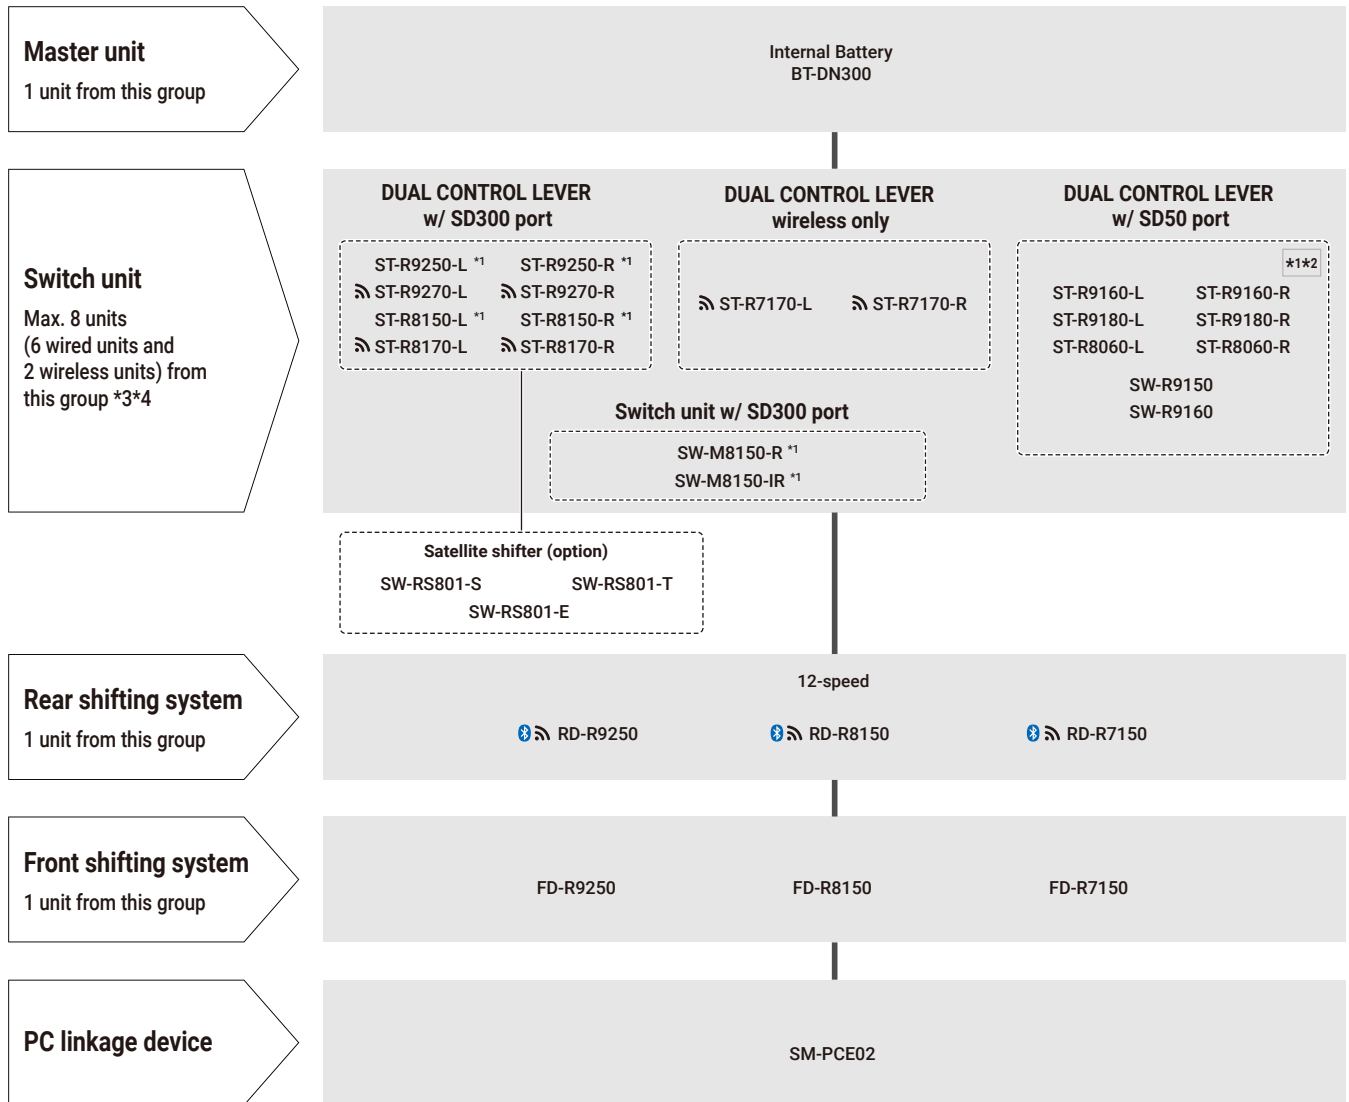 Master unit
1 unit from this group
Internal Battery
BT-DN300
Switch unit
Max. 8 units
(6 wired units and
2 wireless units) from
this group *3*4
DUAL CONTROL LEVER
w/ SD300 port
ST-R9250-L *1 ST-R9250-R *1
ST-R9270-L ST-R9270-R
ST-R8150-L *1 ST-R8150-R *1
ST-R8170-L ST-R8170-R
DUAL CONTROL LEVER
wireless only
ST-R7170-L ST-R7170-R
DUAL CONTROL LEVER
w/ SD50 port
*1*2
ST-R9160-L ST-R9160-R
ST-R9180-L ST-R9180-R
ST-R8060-L ST-R8060-R
SW-R9150
SW-R9160
Switch unit w/ SD300 port
SW-M8150-R *1
SW-M8150-IR *1
Satellite shifter (option)
SW-RS801-S SW-RS801-T
SW-RS801-E
Rear shifting system
1 unit from this group
12-speed
RD-R9250 RD-R8150 RD-R7150
Front shifting system
1 unit from this group
FD-R9250 FD-R8150 FD-R7150
PC linkage device
SM-PCE02